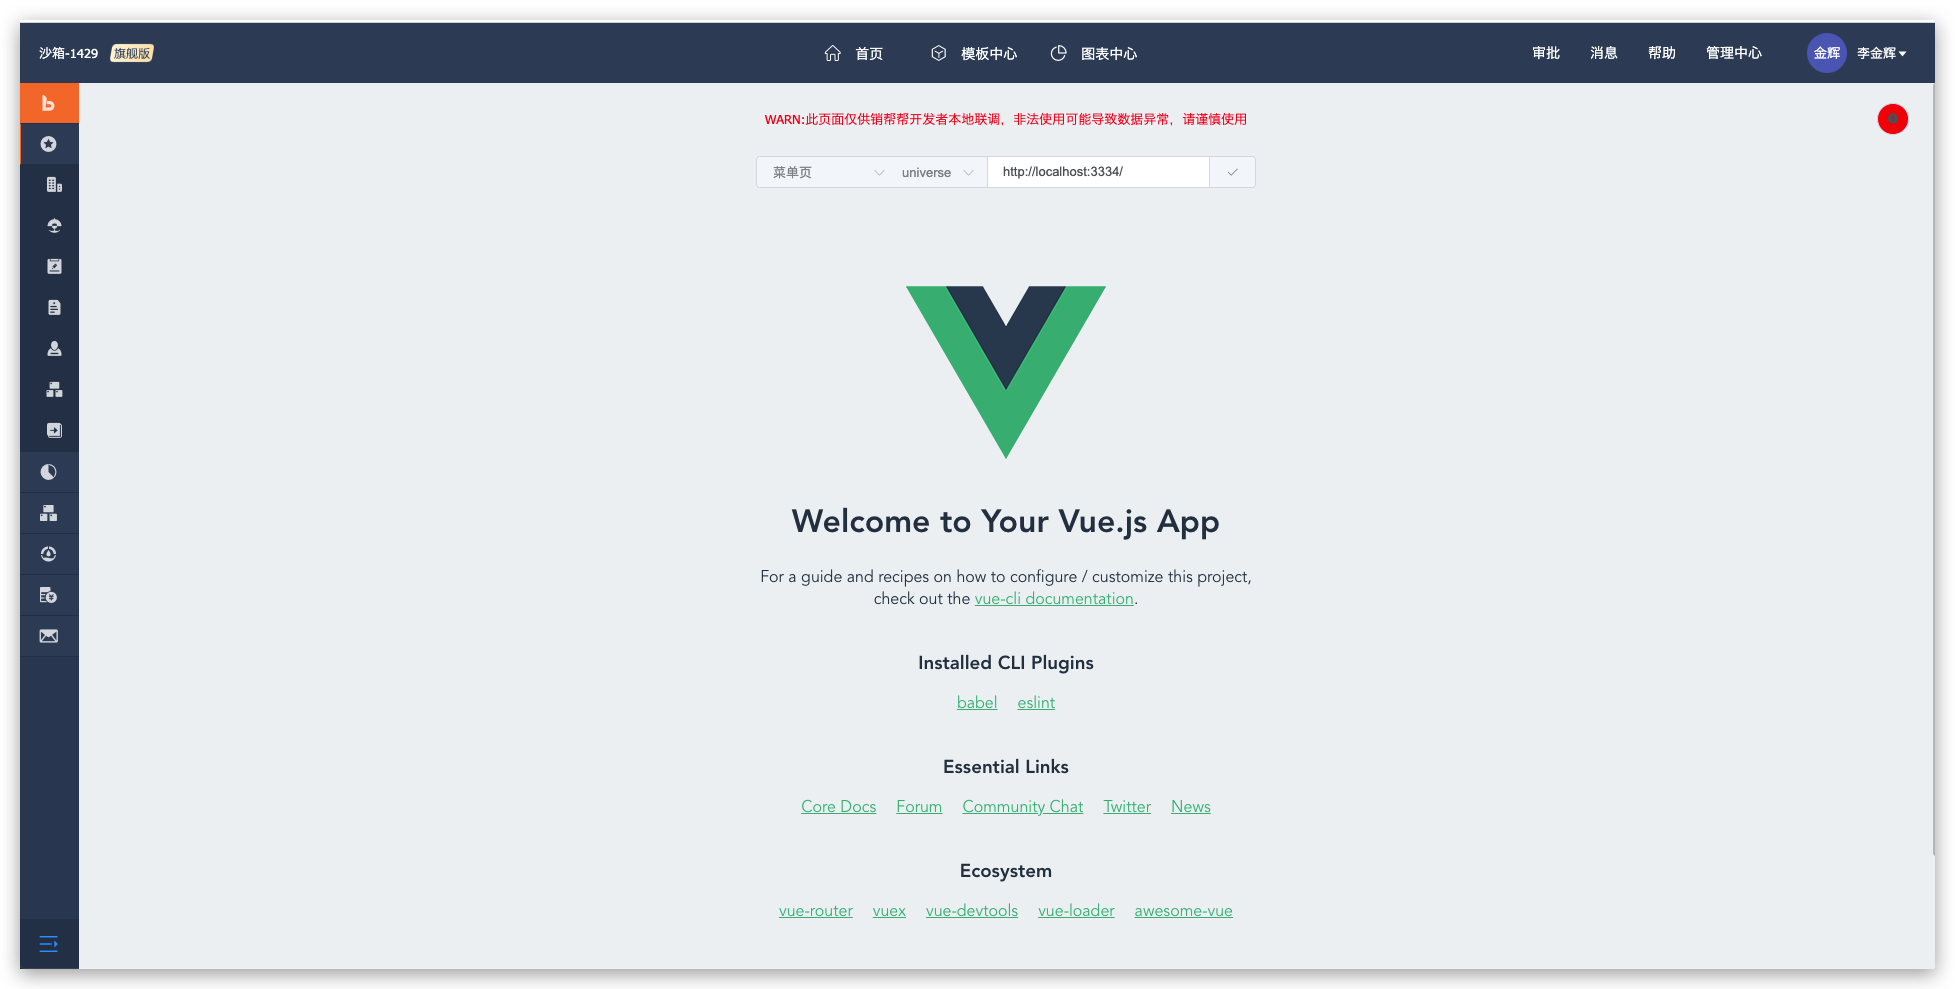 沙箱-1429 旗舰版 首页 模板中心 图表中心 审批 消息 帮助 管理中心 金辉 李金辉
WARN:此页面仅供销帮帮开发者本地联调，非法使用可能导致数据异常，请谨慎使用
菜单页 universe http://localhost:3334/
Welcome to Your Vue.js App
For a guide and recipes on how to configure / customize this project,
check out the vue-cli documentation.
Installed CLI Plugins
babel eslint
Essential Links
Core Docs Forum Community Chat Twitter News
Ecosystem
vue-router vuex vue-devtools vue-loader awesome-vue